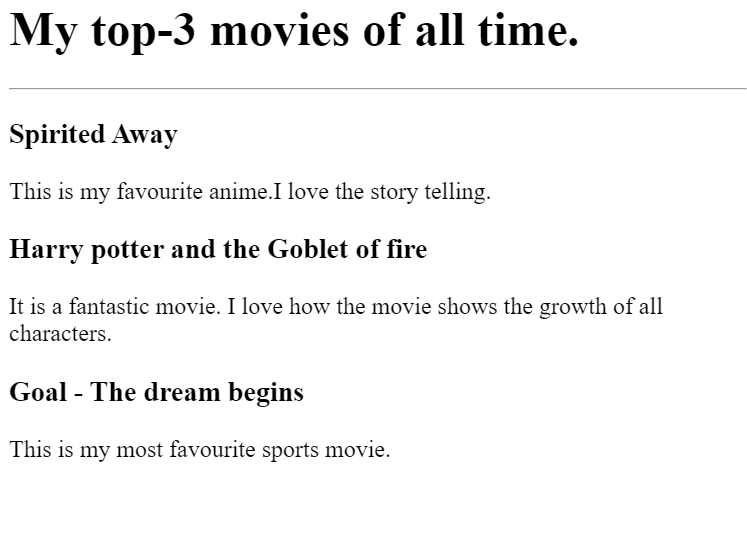 My top-3 movies of all time.
Spirited Away
This is my favourite anime.I love the story telling.
Harry potter and the Goblet of fire
It is a fantastic movie. I love how the movie shows the growth of all
characters.
Goal - The dream begins
This is my most favourite sports movie.